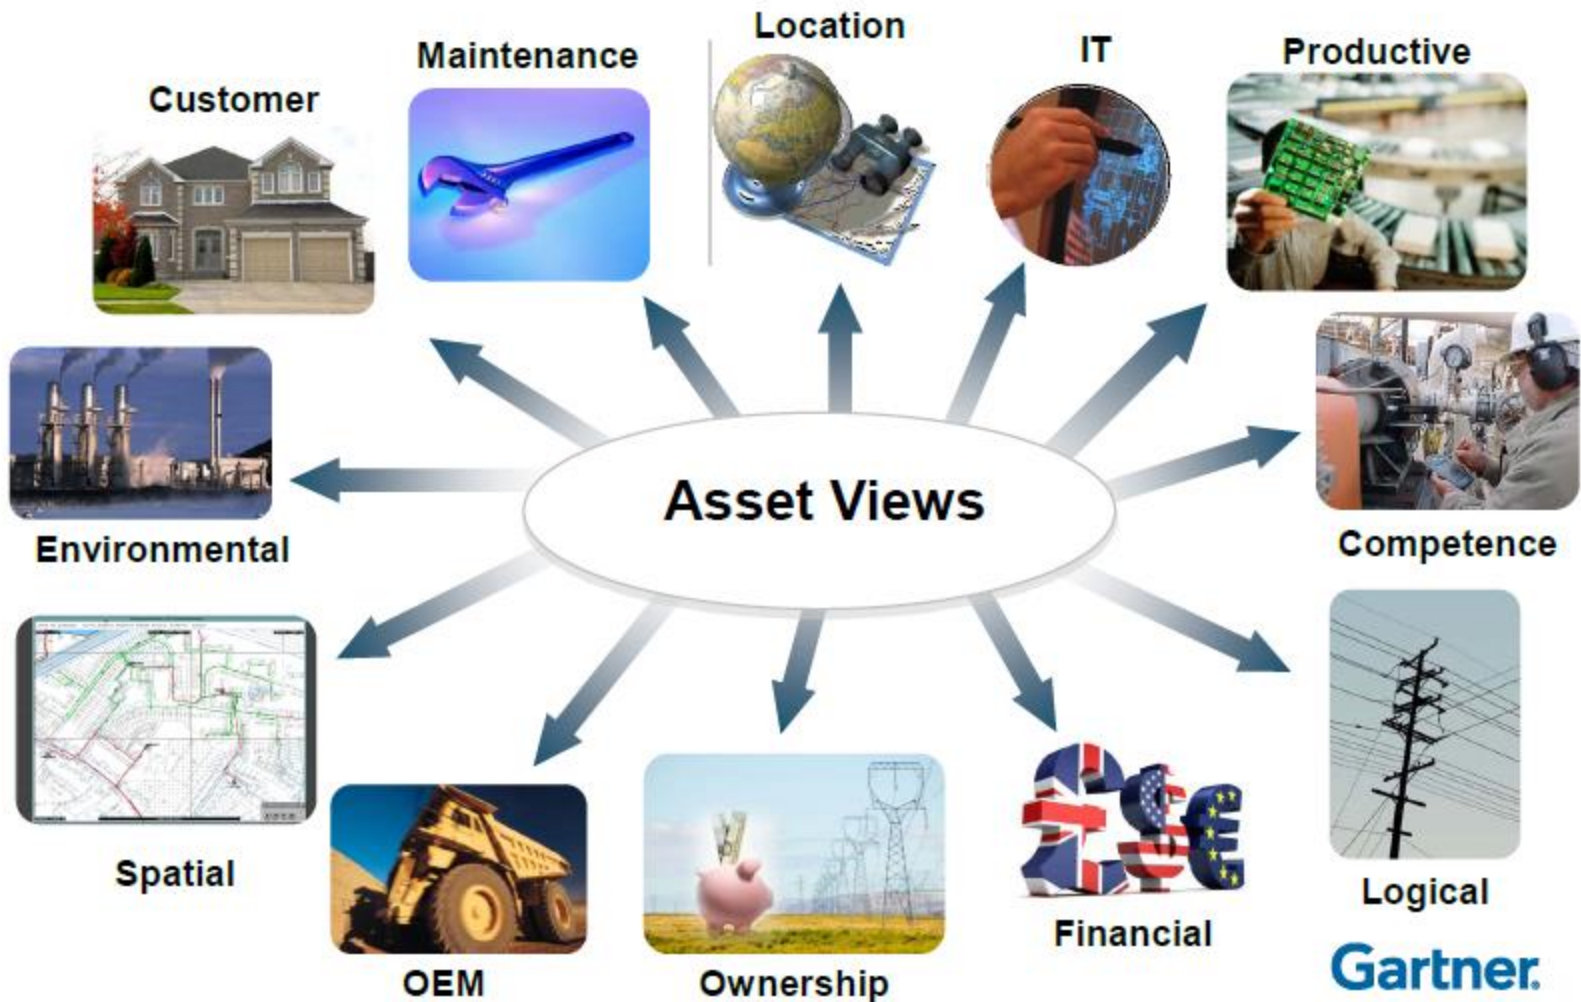 Location
IT
Productive
Maintenance
Customer
Asset Views
Environmental
Competence
Spatial
Logical
Financial
OEM
Ownership
Gartner.